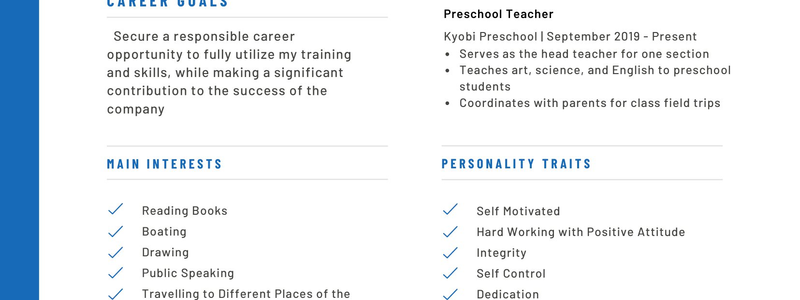 CAREER GOALS
Secure a responsible career
opportunity to fully utilize my training
and skills, while making a significant
contribution to the success of the
company
MAIN INTERESTS
Reading Books
Boating
Drawing
Public Speaking
Travelling to Different Places of the
Preschool Teacher
Kyobi Preschool | September 2019 - Present
• Serves as the head teacher for one section
• Teaches art, science, and English to preschool
students
• Coordinates with parents for class field trips
PERSONALITY TRAITS
Self Motivated
Hard Working with Positive Attitude
Integrity
Self Control
Dedication